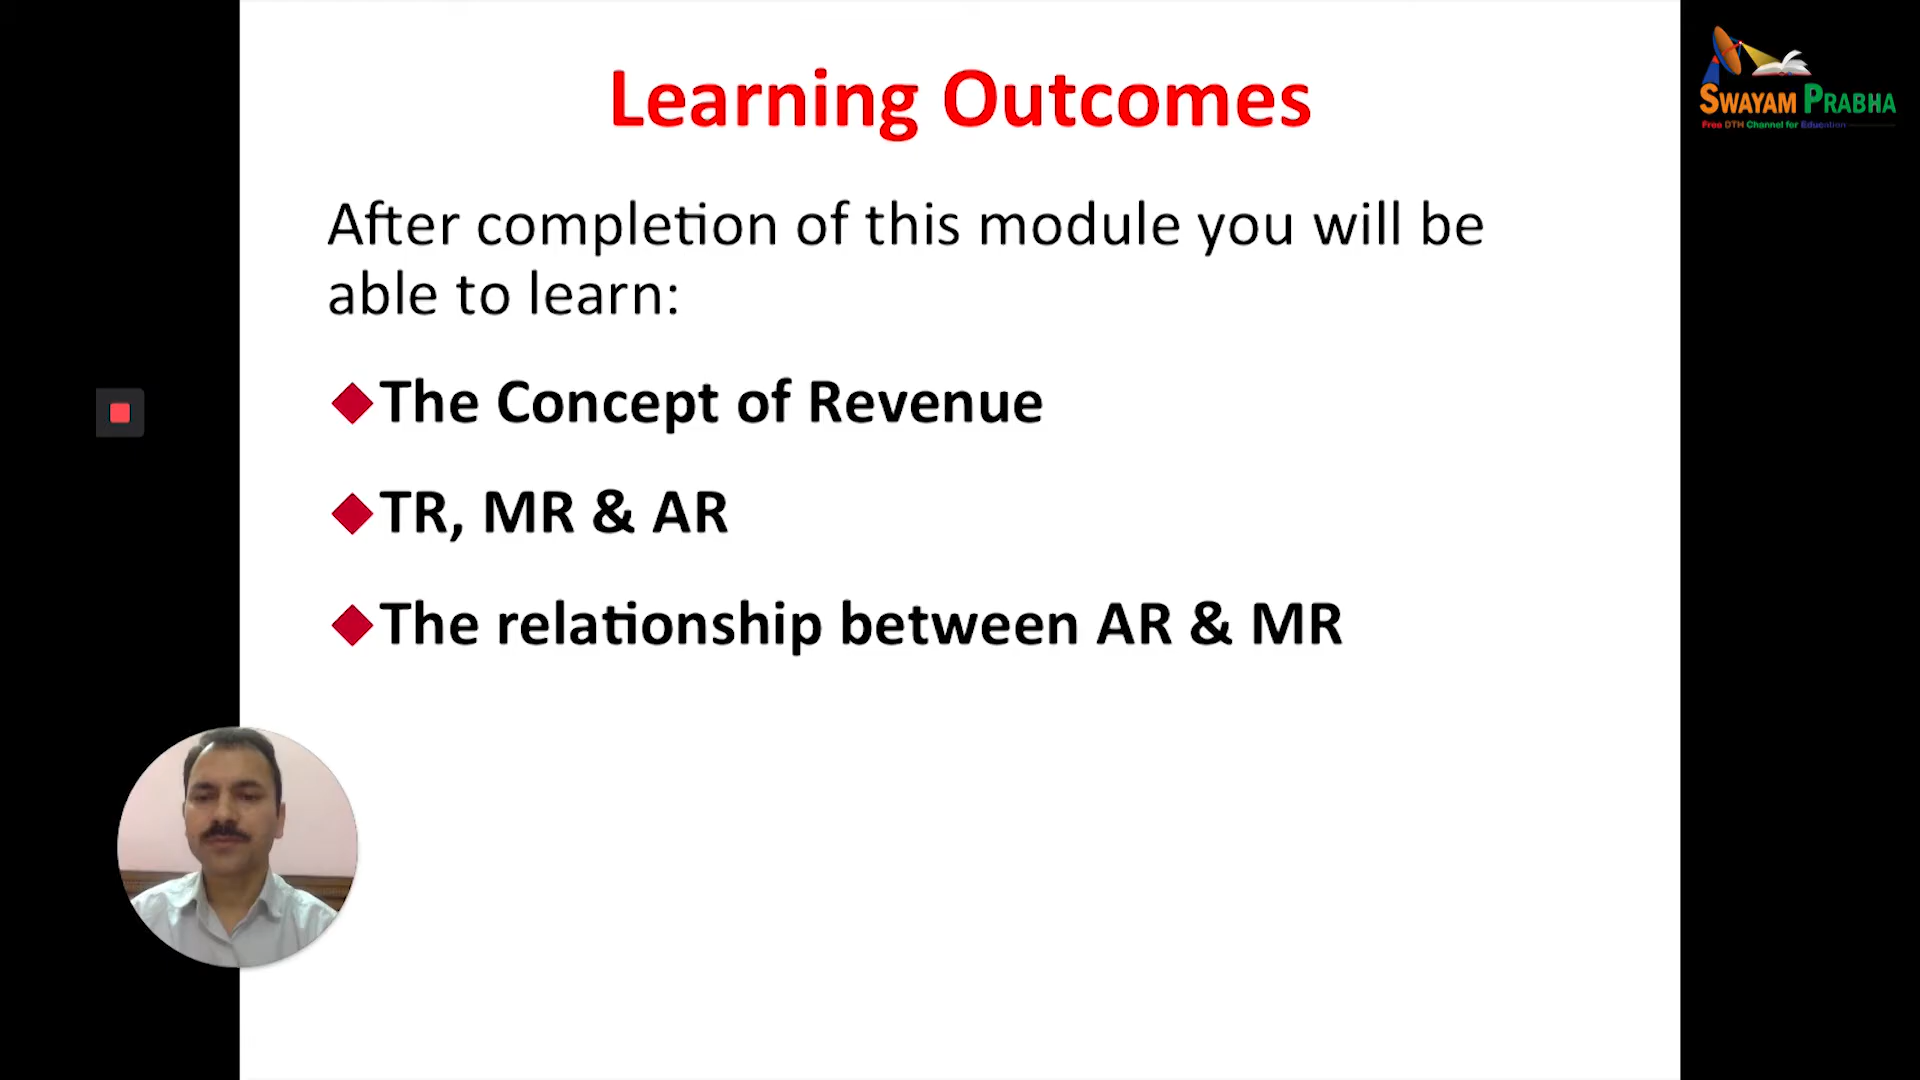 Learning Outcomes
SWAYAM PRABHA
Free DTH Channel for Education
After completion of this module you will be
able to learn:
The Concept of Revenue
TR, MR & AR
The relationship between AR & MR